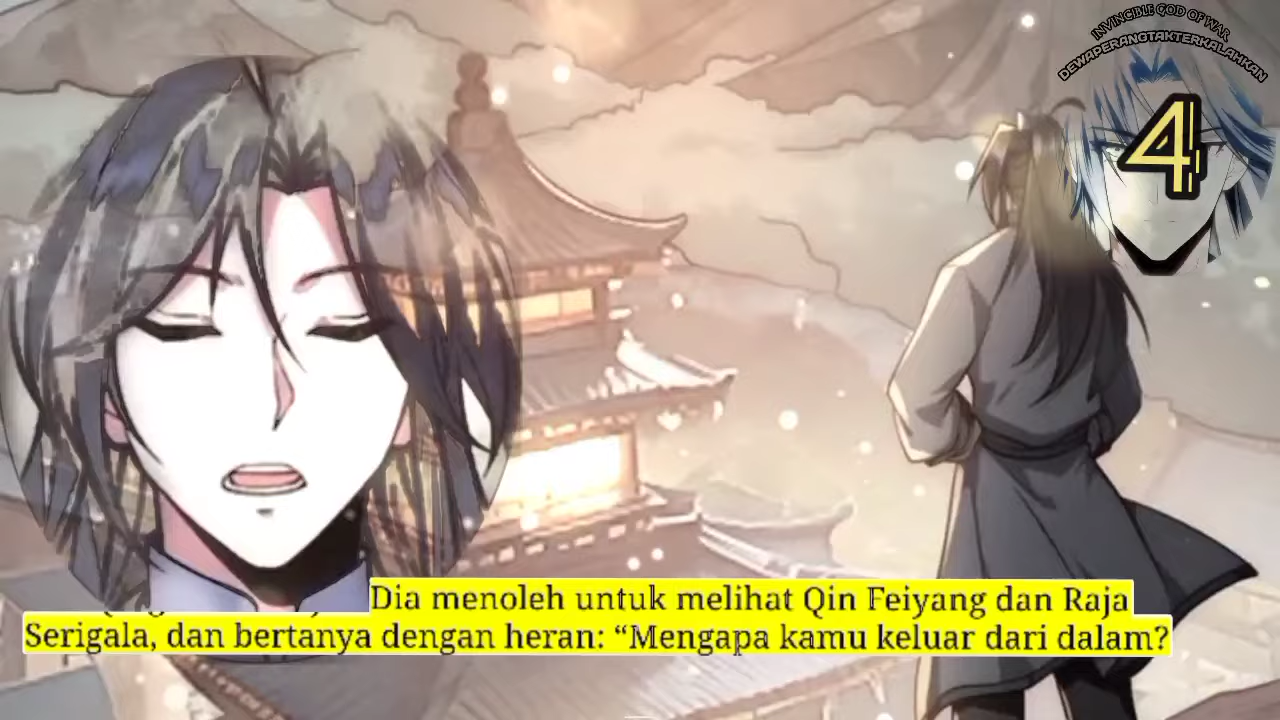 INVINCIBLE GOD OF WAR
DEWAPERANGTAKTERKALAHKAN
4
Dia menoleh untuk melihat Qin Feiyang dan Raja
Serigala, dan bertanya dengan heran: “Mengapa kamu keluar dari dalam?